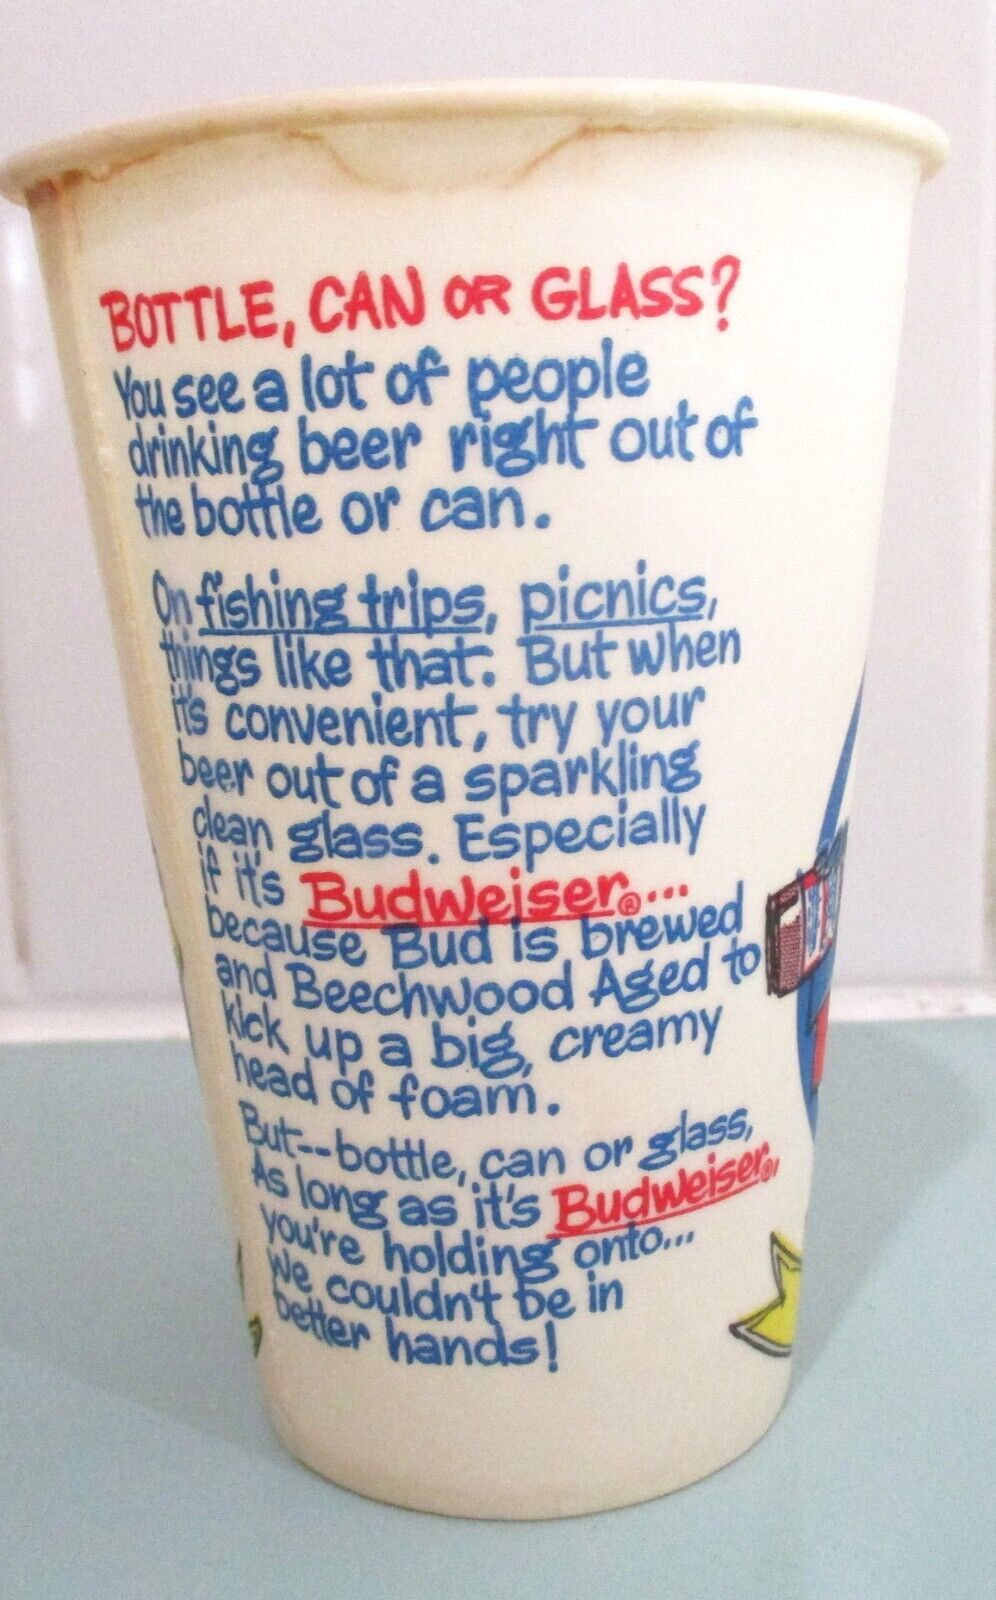 BOTTLE, CAN OR GLASS?
You see a lot of people
drinking beer right out of
the bottle or can.
On fishing trips, picnics,
things like that. But when
it's convenient, try your
beer out of a sparkling
clean glass. Especially
if it's Budweiser®...
because Bud is brewed
and Beechwood Aged to
kick up a big, creamy
head of foam.
But--bottle, can or glass,
As long as it's Budweiser®,
you're holding onto...
We couldn't be in
better hands!